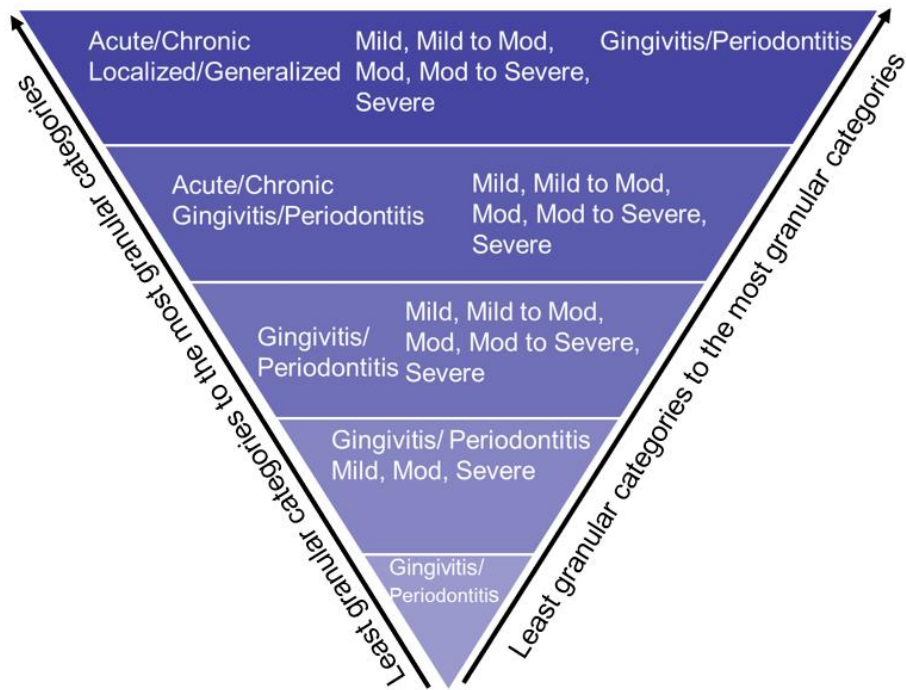 Acute/Chronic
Localized/Generalized
Mild, Mild to Mod,
Mod, Mod to Severe,
Severe
Gingivitis/Periodontitis
Acute/Chronic
Gingivitis/Periodontitis
Mild, Mild to Mod,
Mod, Mod to Severe,
Severe
Gingivitis/
Periodontitis
Mild, Mild to Mod,
Mod, Mod to Severe,
Severe
Gingivitis/ Periodontitis
Mild, Mod, Severe
Gingivitis/
Periodontitis
Least granular categories to the most granular categories
Least granular categories to the most granular categories